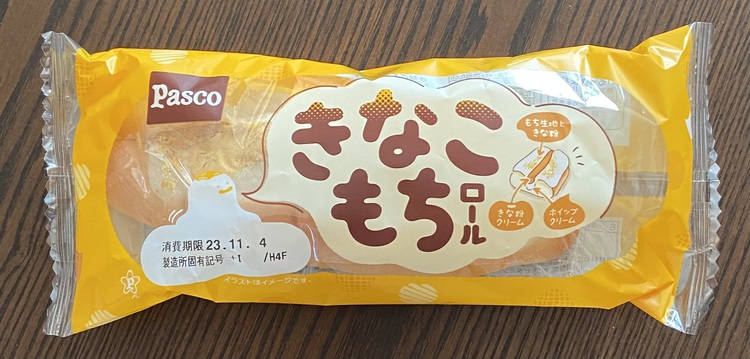 Pasco
きなこ
もち
ロール
もち生地と
きな粉
きな粉
クリーム
ホイップ
クリーム
消費期限 23.11. 4
製造所固有記号 +I /H4F
イラストはイメージです。